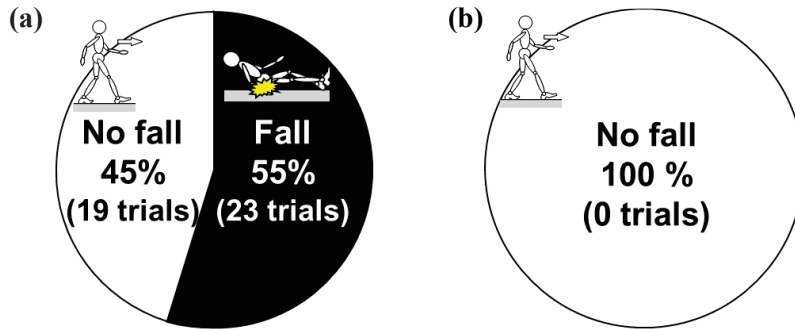 (a)
No fall
45%
(19 trials)
Fall
55%
(23 trials)
(b)
No fall
100 %
(0 trials)